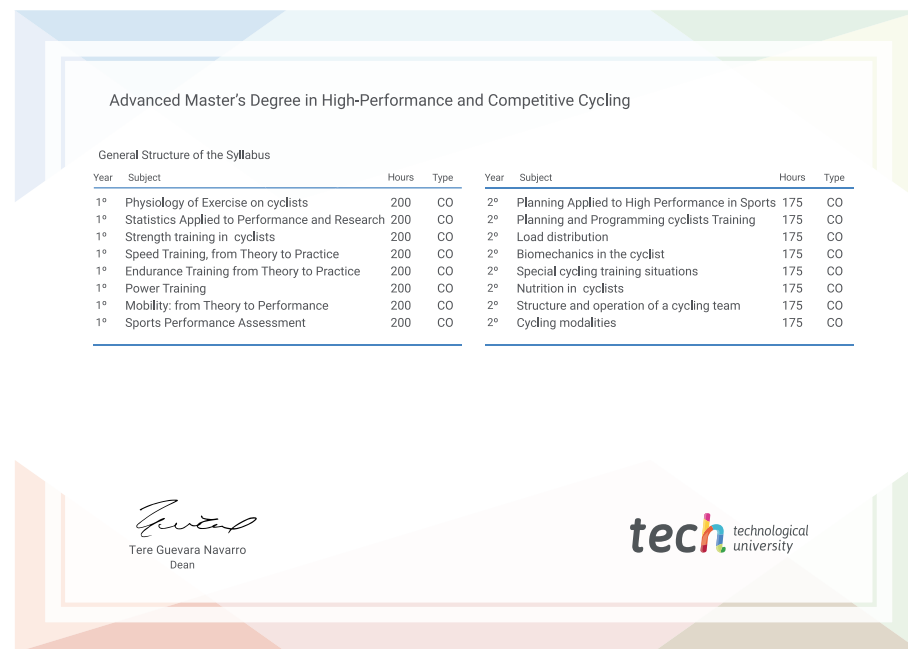 Advanced Master's Degree in High-Performance and Competitive Cycling
General Structure of the Syllabus
Year Subject Hours Type
1º Physiology of Exercise on cyclists 200 CO
1º Statistics Applied to Performance and Research 200 CO
1º Strength training in cyclists 200 CO
1º Speed Training, from Theory to Practice 200 CO
1º Endurance Training from Theory to Practice 200 CO
1º Power Training 200 CO
1º Mobility: from Theory to Performance 200 CO
1º Sports Performance Assessment 200 CO
Year Subject Hours Type
2º Planning Applied to High Performance in Sports 175 CO
2º Planning and Programming cyclists Training 175 CO
2º Load distribution 175 CO
2º Biomechanics in the cyclist 175 CO
2º Special cycling training situations 175 CO
2º Nutrition in cyclists 175 CO
2º Structure and operation of a cycling team 175 CO
2º Cycling modalities 175 CO
Tere Guevara Navarro
Dean
tech technological
university